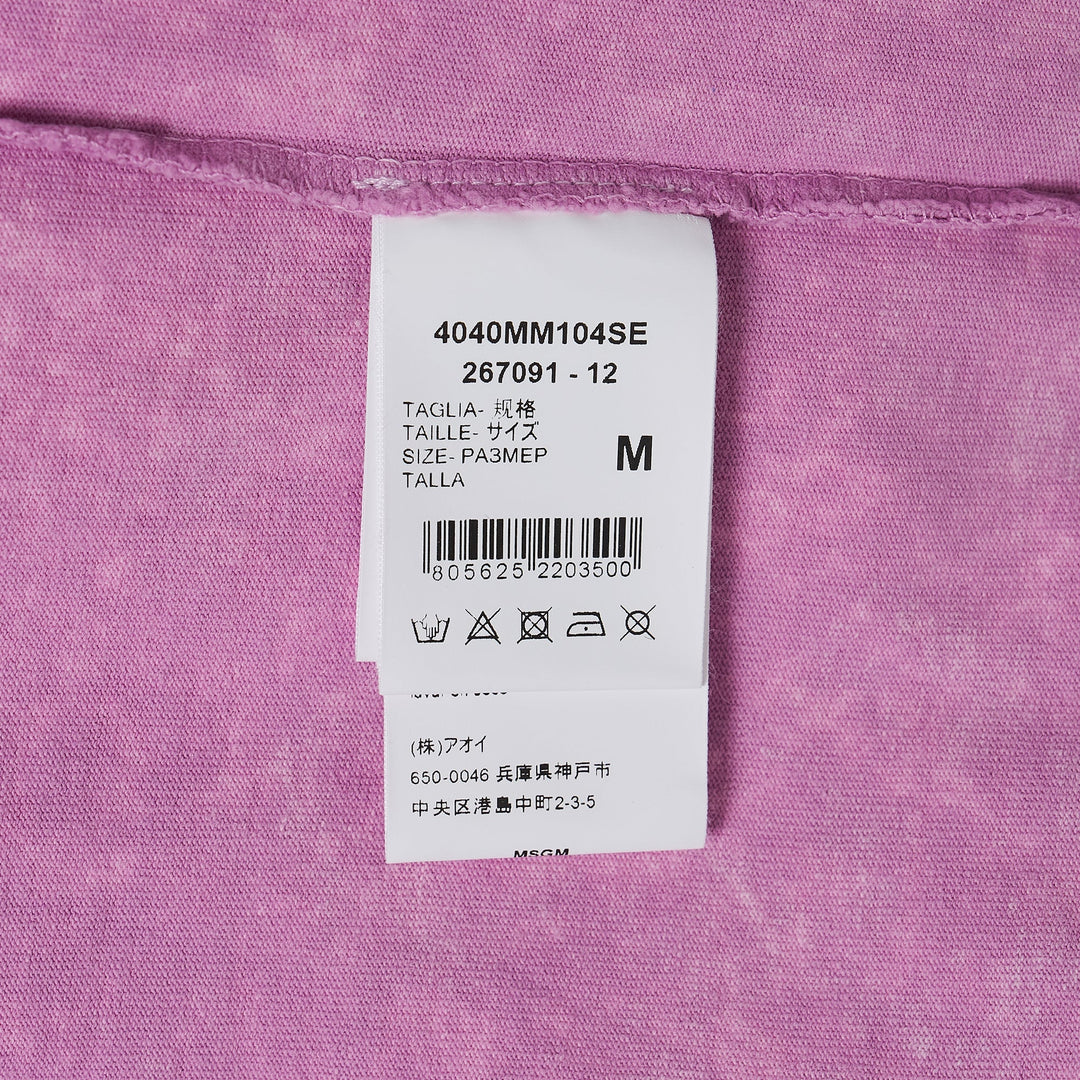 4040MM104SE
267091 - 12
TAGLIA- 规格
TAILLE- サイズ
SIZE- РАЗМЕР
TALLA
M
805625 2203500
(株)アオイ
650-0046 兵庫県神戸市
中央区港島中町2-3-5
MSGM